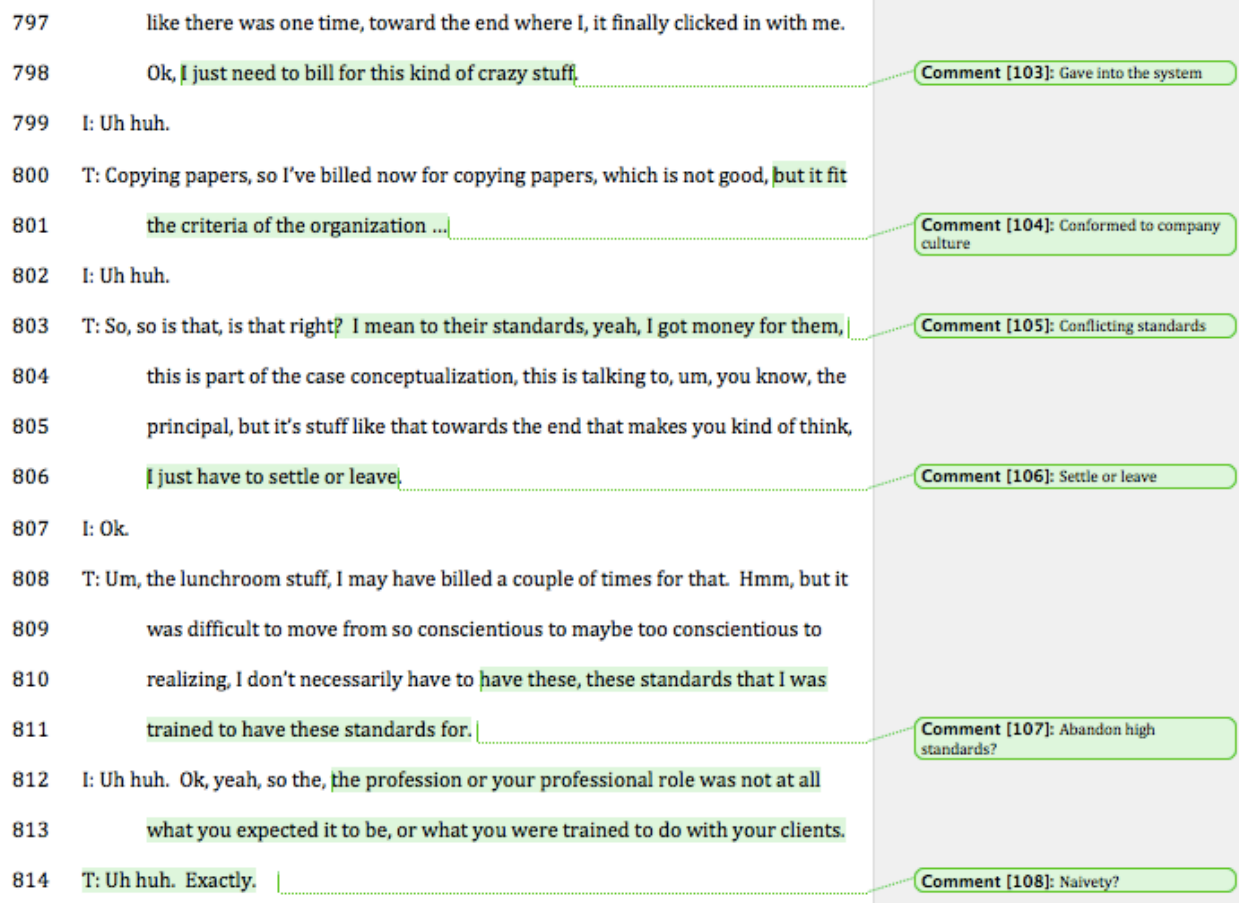 797 like there was one time, toward the end where I, it finally clicked in with me.
798 Ok, I just need to bill for this kind of crazy stuff.
Comment [103]: Gave into the system
799 I: Uh huh.
800 T: Copying papers, so I've billed now for copying papers, which is not good, but it fit
801 the criteria of the organization ...
Comment [104]: Conformed to company
culture
802 I: Uh huh.
803 T: So, so is that, is that right? I mean to their standards, yeah, I got money for them,
Comment [105]: Conflicting standards
804 this is part of the case conceptualization, this is talking to, um, you know, the
805 principal, but it's stuff like that towards the end that makes you kind of think,
806 I just have to settle or leave.
Comment [106]: Settle or leave
807 I: Ok.
808 T: Um, the lunchroom stuff, I may have billed a couple of times for that. Hmm, but it
809 was difficult to move from so conscientious to maybe too conscientious to
810 realizing, I don't necessarily have to have these, these standards that I was
811 trained to have these standards for.
Comment [107]: Abandon high
standards?
812 I: Uh huh. Ok, yeah, so the, the profession or your professional role was not at all
813 what you expected it to be, or what you were trained to do with your clients.
814 T: Uh huh. Exactly.
Comment [108]: Naivety?